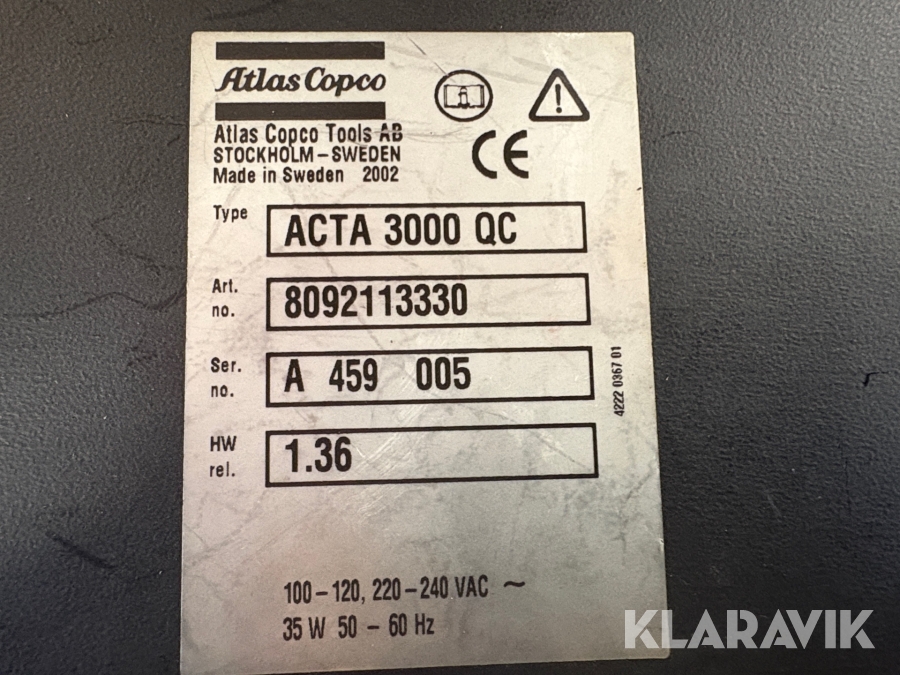 Atlas Copco
Atlas Copco Tools AB
STOCKHOLM – SWEDEN
Made in Sweden 2002
CE
Type ACTA 3000 QC
Art. no. 8092113330
Ser. no. A 459 005
HW rel. 1.36
4222 0367 01
100 – 120, 220 – 240 VAC ~
35 W 50 – 60 Hz
KLARAVIK